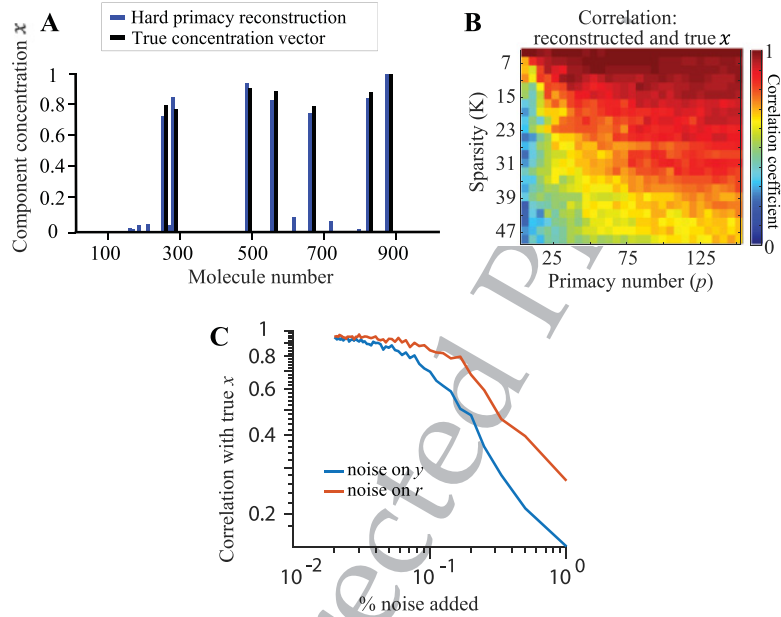 A
Hard primacy reconstruction
True concentration vector
Component concentration x
1
0.8
0.6
0.4
0.2
0
100
300
500
700
900
Molecule number
B
Correlation:
reconstructed and true x
Sparsity (K)
7
15
23
31
39
47
25
75
125
Primacy number (p)
1
0
Correlation coefficient
C
Correlation with true x
1
0.8
0.6
0.4
0.2
noise on y
noise on r
10⁻²
10⁻¹
10⁰
% noise added